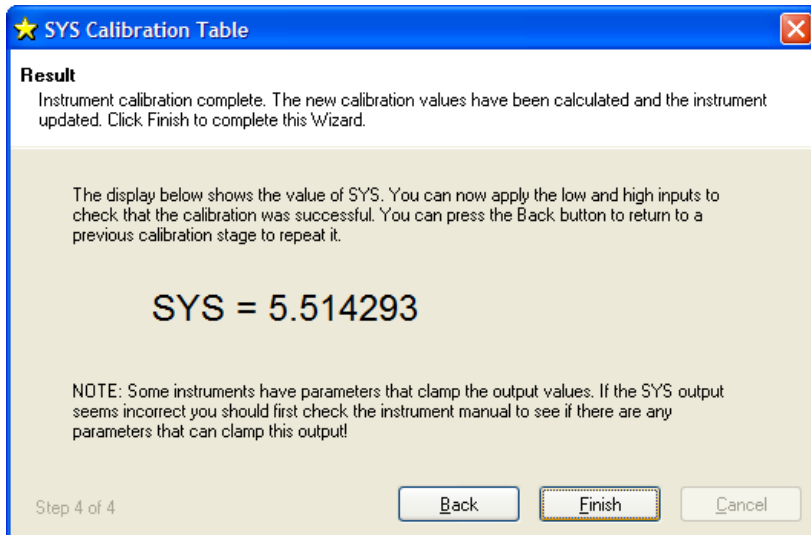 SYS Calibration Table
Result
Instrument calibration complete. The new calibration values have been calculated and the instrument
updated. Click Finish to complete this Wizard.
The display below shows the value of SYS. You can now apply the low and high inputs to
check that the calibration was successful. You can press the Back button to return to a
previous calibration stage to repeat it.
SYS = 5.514293
NOTE: Some instruments have parameters that clamp the output values. If the SYS output
seems incorrect you should first check the instrument manual to see if there are any
parameters that can clamp this output!
Step 4 of 4
Back
Finish
Cancel